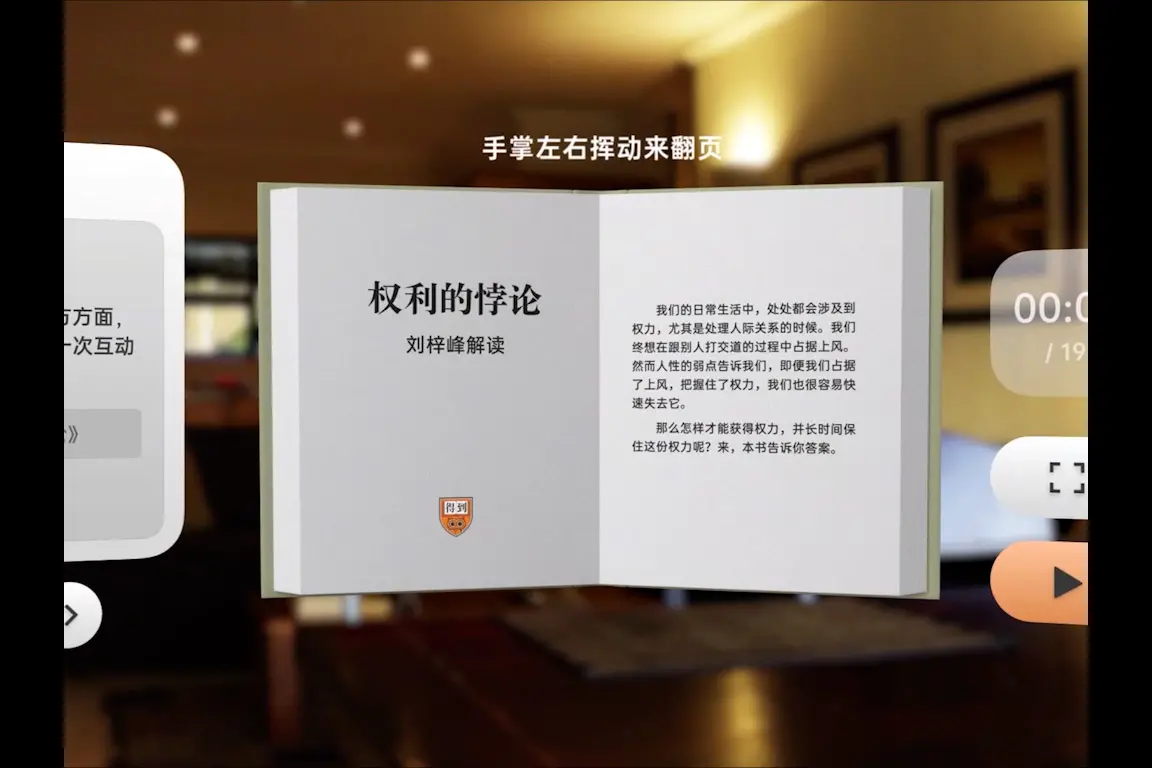 手掌左右挥动来翻页
方面，
一次互动
》
权利的悖论
刘梓峰解读
得到
我们的日常生活中，处处都会涉及到
权力，尤其是处理人际关系的时候。我们
终想在跟别人打交道的过程中占据上风。
然而人性的弱点告诉我们，即便我们占据
了上风，把握住了权力，我们也很容易快
速失去它。
那么怎样才能获得权力，并长时间保
住这份权力呢？来，本书告诉你答案。
00:0
/ 19